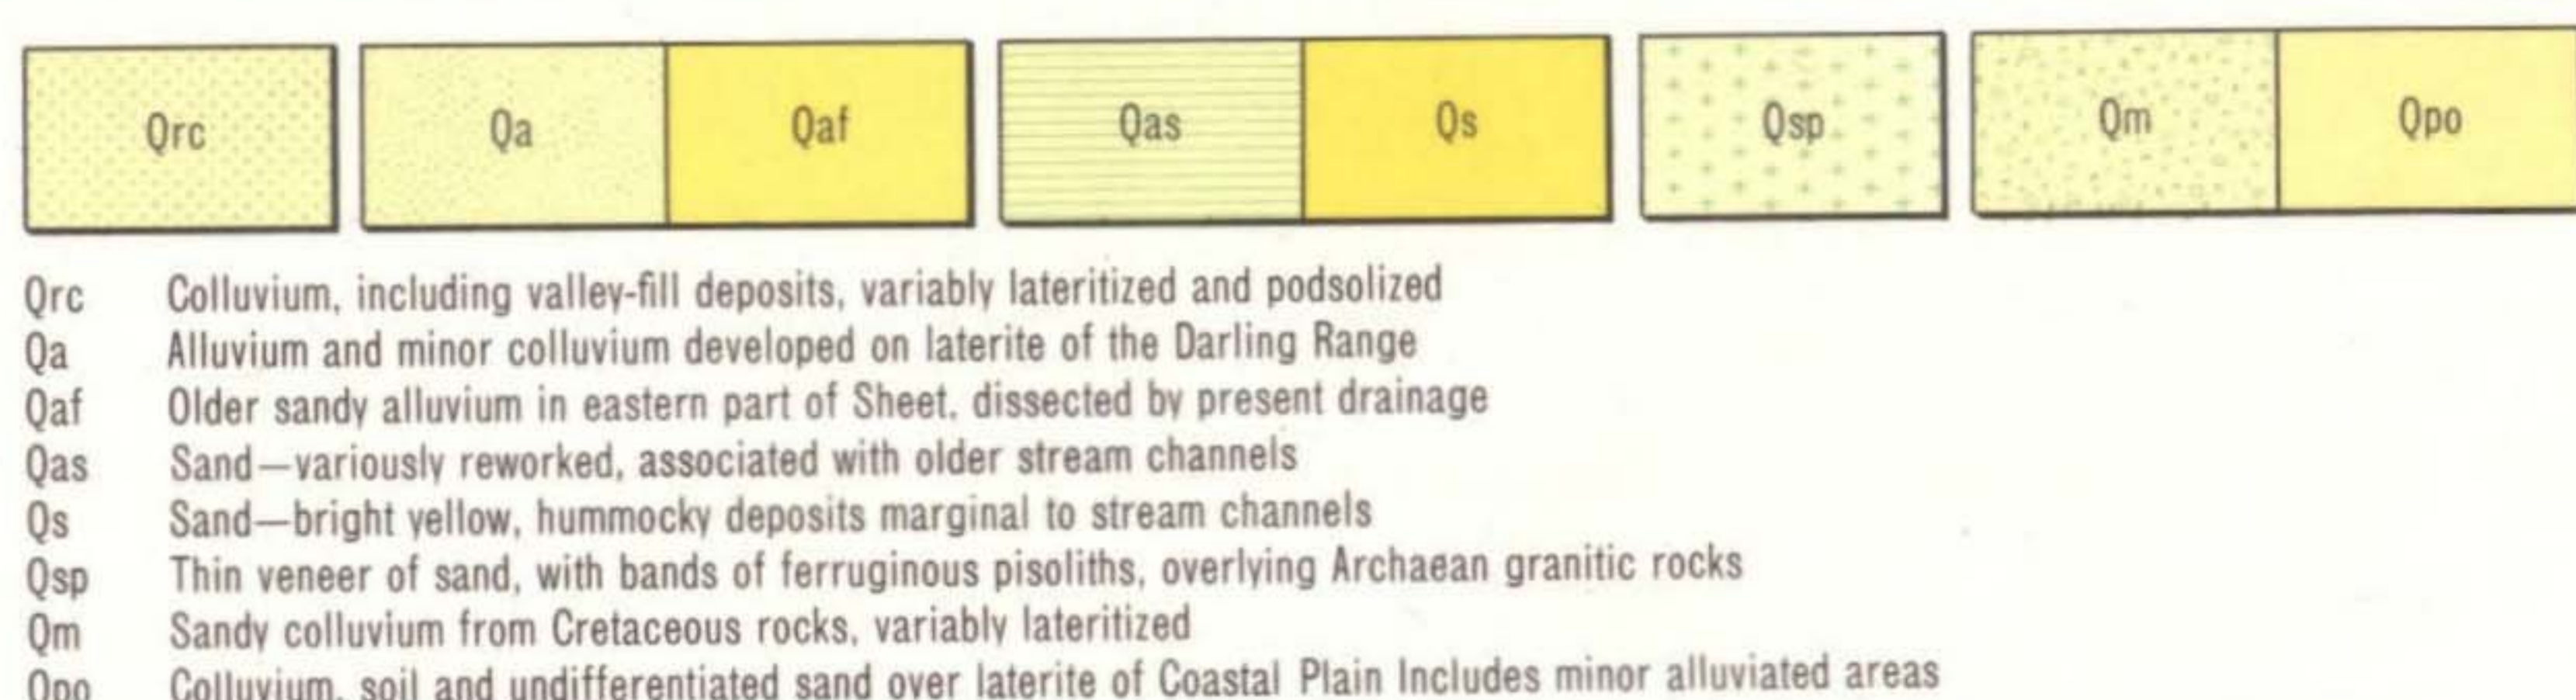 Qrc Qa Qaf Qas Qs Qsp Qm Qpo
Qrc Colluvium, including valley-fill deposits, variably lateritized and podsolized
Qa Alluvium and minor colluvium developed on laterite of the Darling Range
Qaf Older sandy alluvium in eastern part of Sheet, dissected by present drainage
Qas Sand—variously reworked, associated with older stream channels
Qs Sand—bright yellow, hummocky deposits marginal to stream channels
Qsp Thin veneer of sand, with bands of ferruginous pisoliths, overlying Archaean granitic rocks
Qm Sandy colluvium from Cretaceous rocks, variably lateritized
Qpo Colluvium, soil and undifferentiated sand over laterite of Coastal Plain Includes minor alluviated areas